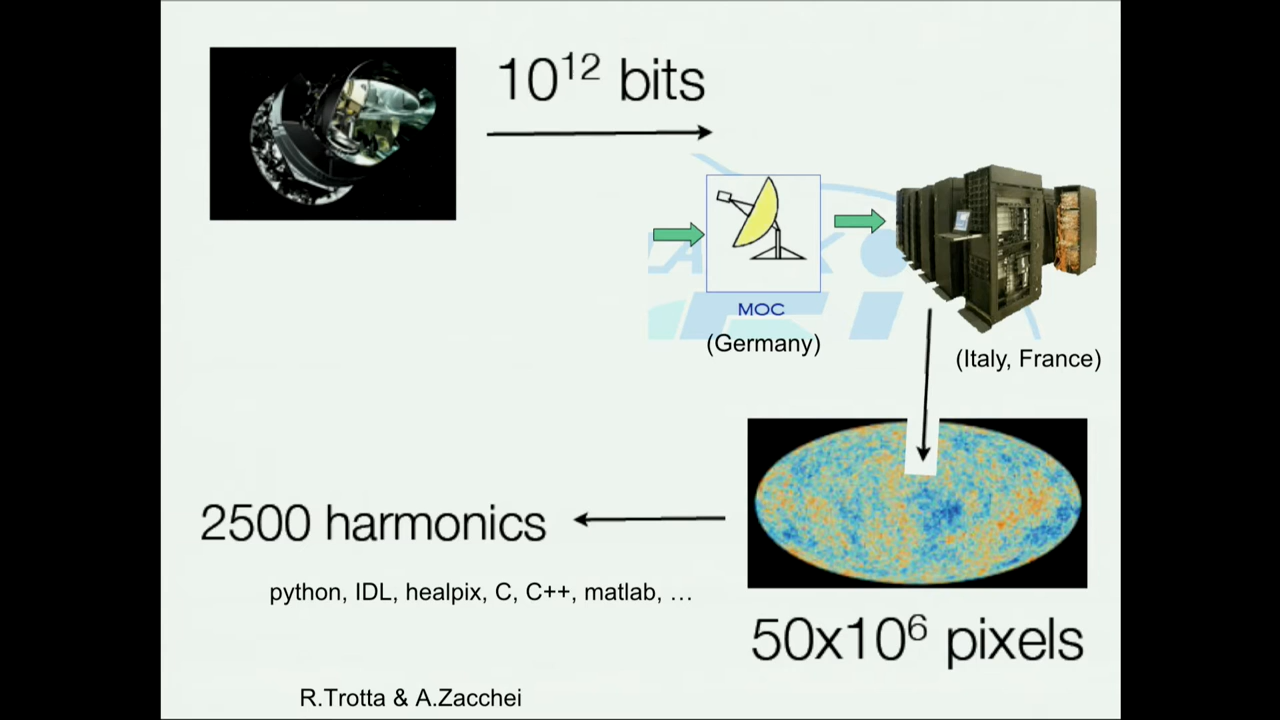 10¹² bits
MOC
(Germany)
(Italy, France)
2500 harmonics
python, IDL, healpix, C, C++, matlab, …
50x10⁶ pixels
R.Trotta & A.Zacchei